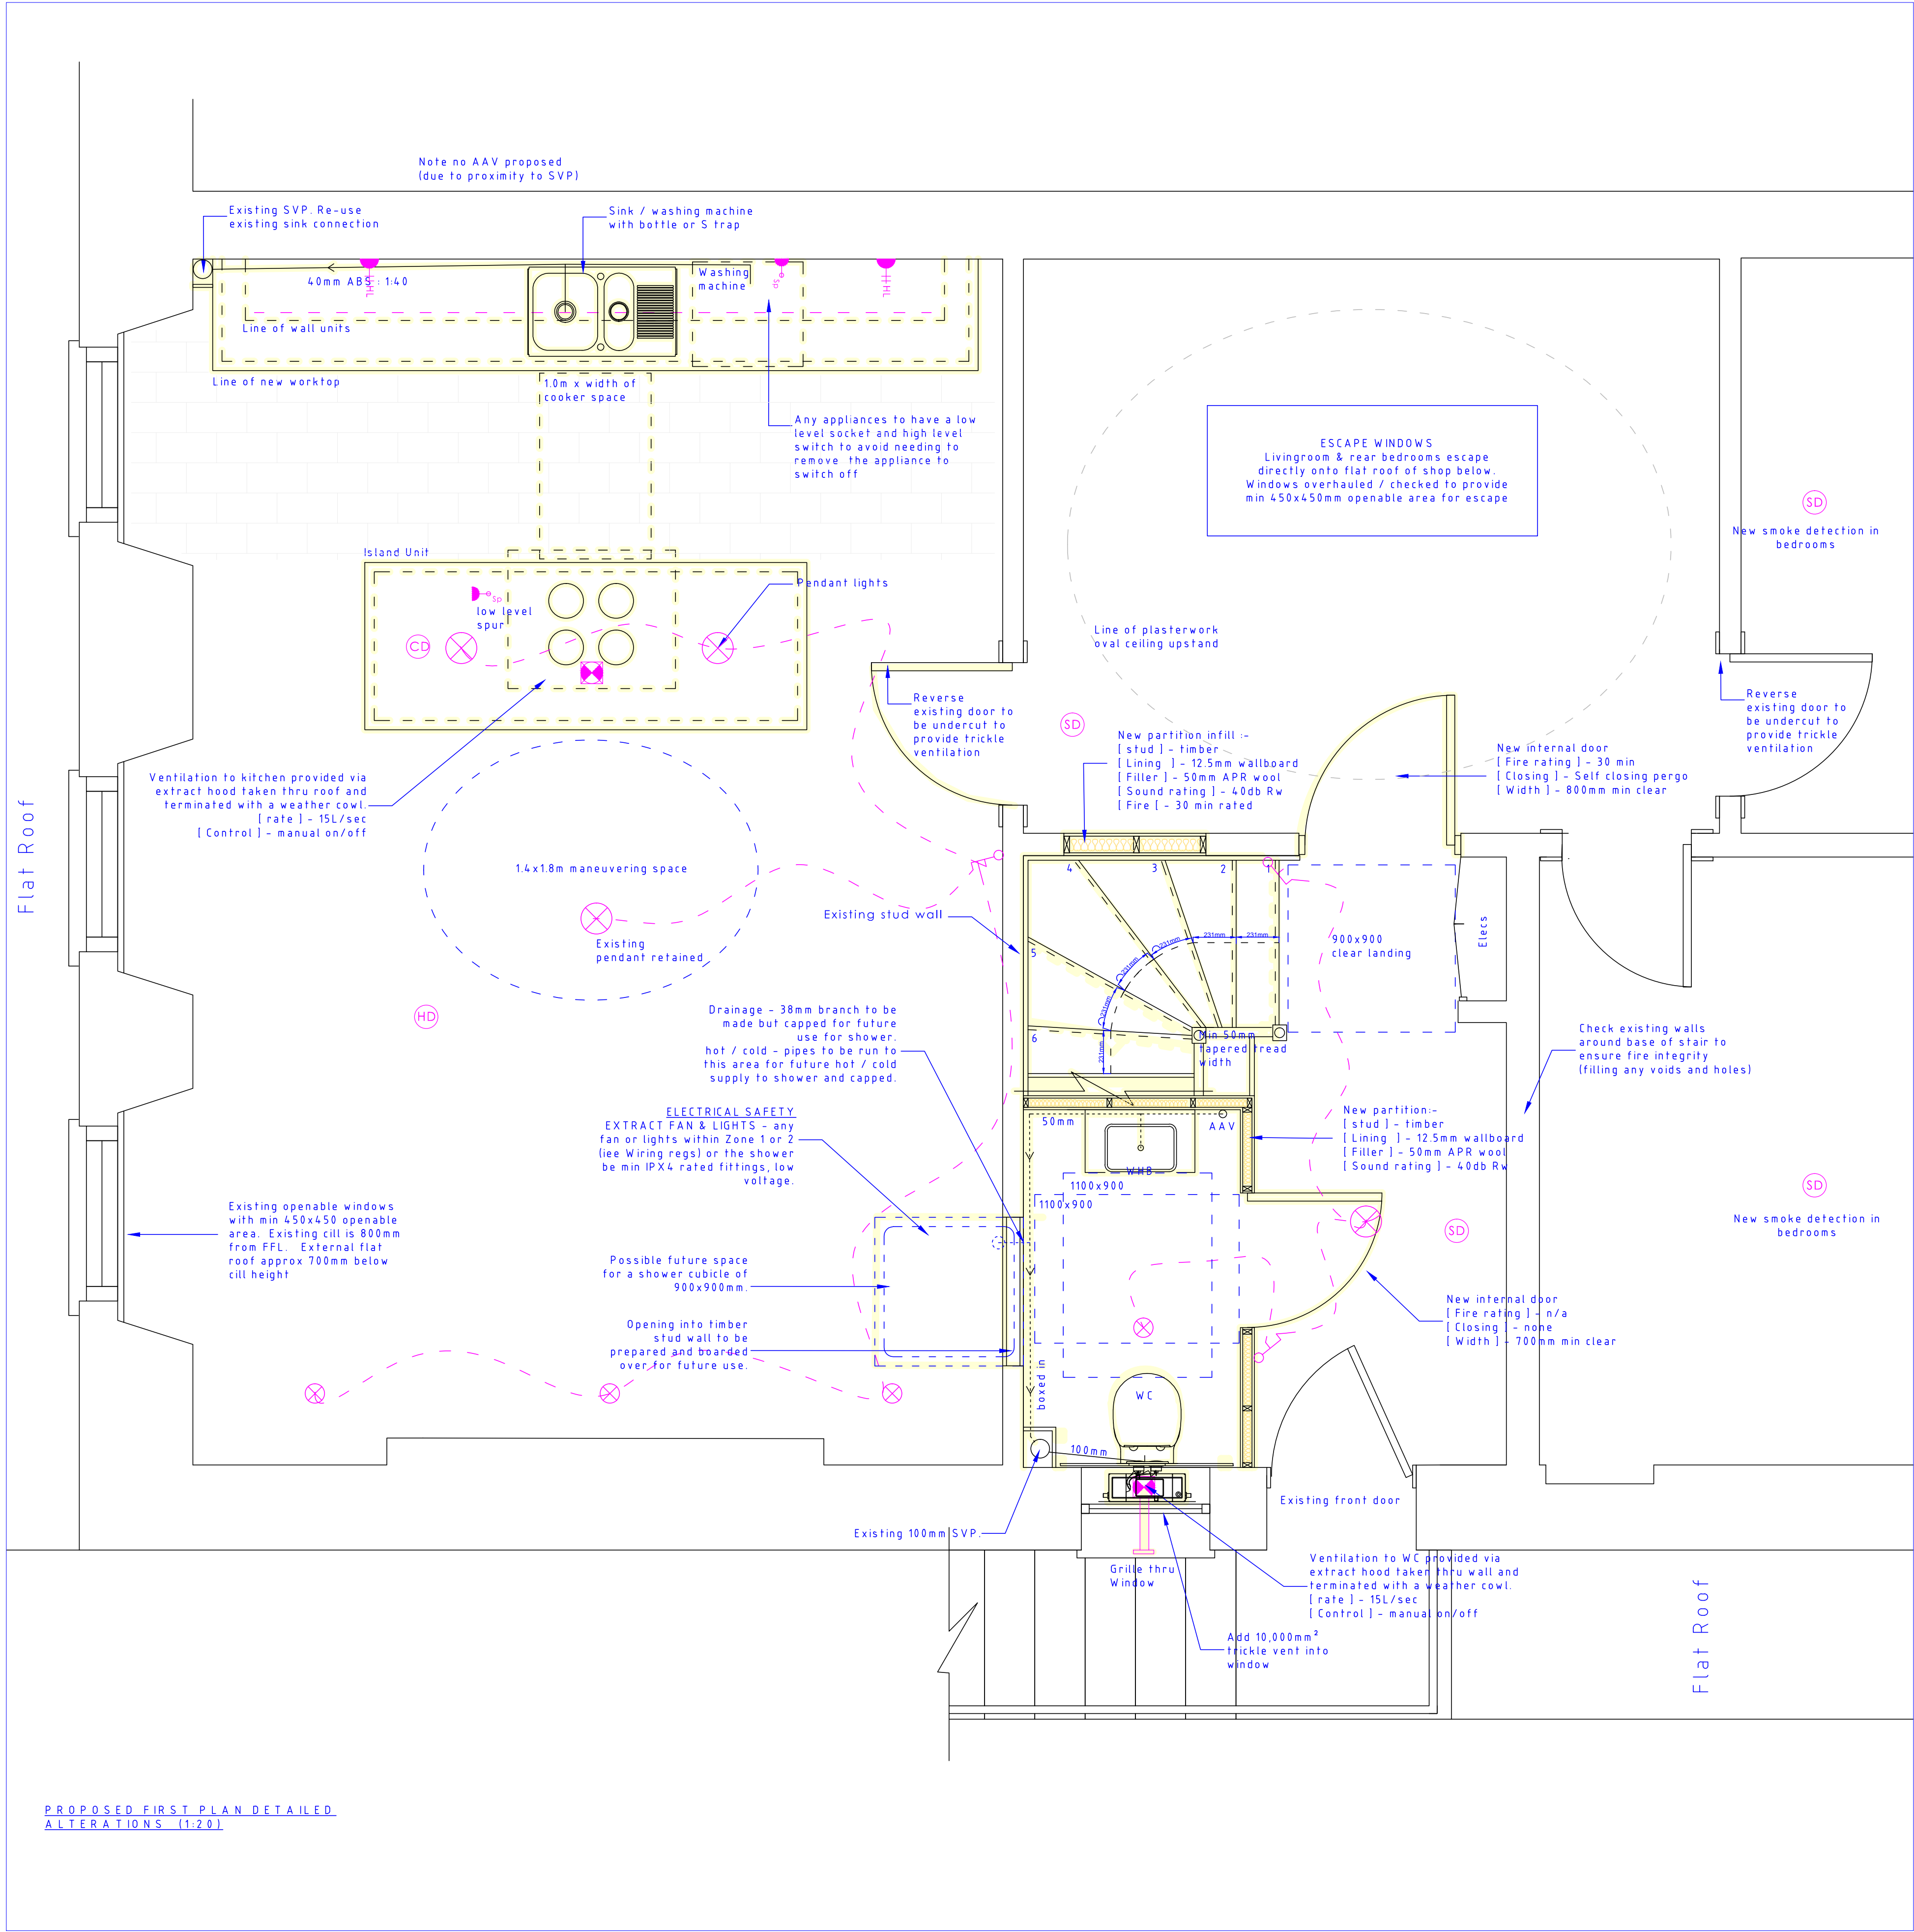 Note no AAV proposed
(due to proximity to SVP)
Existing SVP. Re-use
existing sink connection
Sink / washing machine
with bottle or S trap
40mm ABS : 1:40
HL
Washing
machine
Sp
HL
Line of wall units
Line of new worktop
1.0m x width of
cooker space
Any appliances to have a low
level socket and high level
switch to avoid needing to
remove the appliance to
switch off
ESCAPE WINDOWS
Livingroom & rear bedrooms escape
directly onto flat roof of shop below.
Windows overhauled / checked to provide
min 450x450mm openable area for escape
SD
New smoke detection in
bedrooms
Island Unit
Pendant lights
Sp
low level
spur
CD
Line of plasterwork
oval ceiling upstand
Reverse
existing door to
be undercut to
provide trickle
ventilation
SD
New partition infill :-
[ stud ] - timber
[ Lining ] - 12.5mm wallboard
[ Filler ] - 50mm APR wool
[ Sound rating ] - 40db Rw
[ Fire [ - 30 min rated
New internal door
[ Fire rating ] - 30 min
[ Closing ] - Self closing pergo
[ Width ] - 800mm min clear
Reverse
existing door to
be undercut to
provide trickle
ventilation
Ventilation to kitchen provided via
extract hood taken thru roof and
terminated with a weather cowl.
[ rate ] - 15L/sec
[ Control ] - manual on/off
Flat Roof
1.4x1.8m maneuvering space
Existing
pendant retained
Existing stud wall
4
3
2
1
5
6
231mm
231mm
231mm
231mm
231mm
231mm
900x900
clear landing
Elecs
Min 50mm
tapered tread
width
HD
Drainage - 38mm branch to be
made but capped for future
use for shower.
hot / cold - pipes to be run to
this area for future hot / cold
supply to shower and capped.
Check existing walls
around base of stair to
ensure fire integrity
(filling any voids and holes)
ELECTRICAL SAFETY
EXTRACT FAN & LIGHTS - any
fan or lights within Zone 1 or 2
(iee Wiring regs) or the shower
be min IPX4 rated fittings, low
voltage.
50mm
AAV
WHB
1100x900
1100x900
New partition:-
[ stud ] - timber
[ Lining ] - 12.5mm wallboard
[ Filler ] - 50mm APR wool
[ Sound rating ] - 40db Rw
SD
SD
New smoke detection in
bedrooms
Existing openable windows
with min 450x450 openable
area. Existing cill is 800mm
from FFL. External flat
roof approx 700mm below
cill height
Possible future space
for a shower cubicle of
900x900mm.
Opening into timber
stud wall to be
prepared and boarded
over for future use.
New internal door
[ Fire rating ] - n/a
[ Closing ] - none
[ Width ] - 700mm min clear
boxed in
WC
100mm
Existing front door
Existing 100mm SVP.
Grille thru
Window
Ventilation to WC provided via
extract hood taken thru wall and
terminated with a weather cowl.
[ rate ] - 15L/sec
[ Control ] - manual on/off
Add 10,000mm²
trickle vent into
window
Flat Roof
PROPOSED FIRST PLAN DETAILED
ALTERATIONS (1:20)